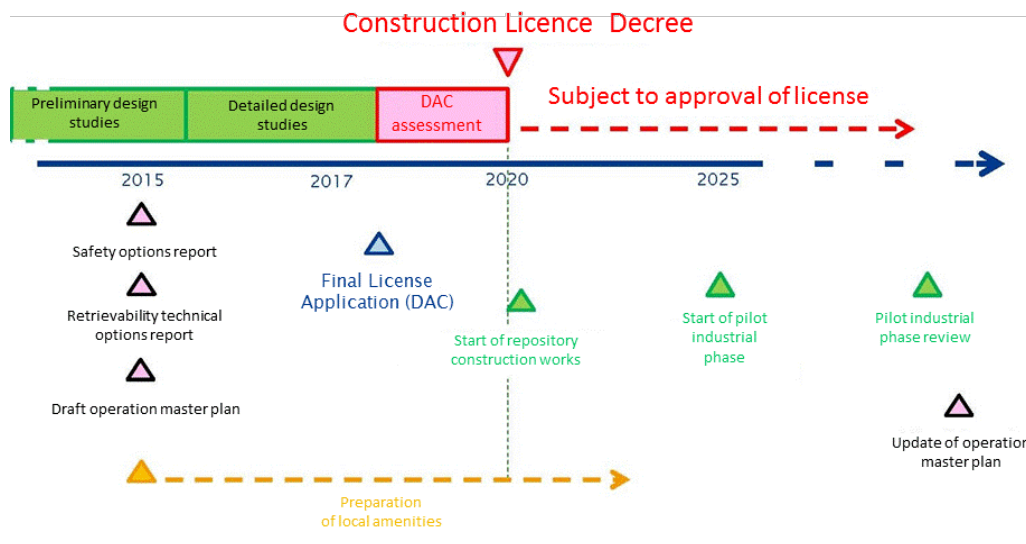 Construction Licence Decree
Preliminary design
studies
Detailed design
studies
DAC
assessment
Subject to approval of license
2015
2017
2020
2025
Safety options report
Final License
Application (DAC)
Retrievability technical
options report
Start of repository
construction works
Start of pilot
industrial
phase
Pilot industrial
phase review
Draft operation master plan
Update of operation
master plan
Preparation
of local amenities